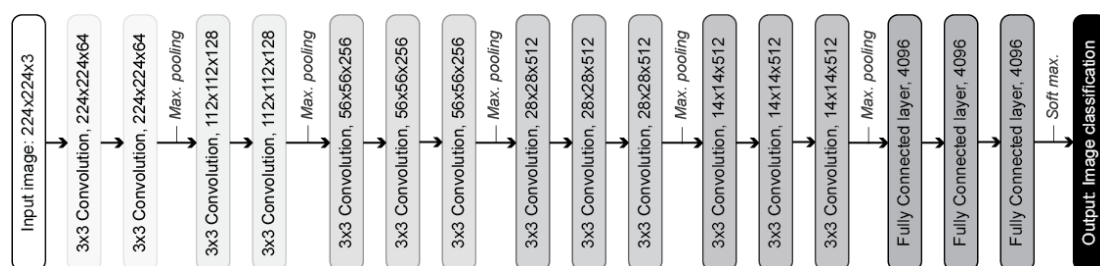 Input image: 224x224x3
3x3 Convolution, 224x224x64
3x3 Convolution, 224x224x64
Max. pooling
3x3 Convolution, 112x112x128
3x3 Convolution, 112x112x128
Max. pooling
3x3 Convolution, 56x56x256
3x3 Convolution, 56x56x256
3x3 Convolution, 56x56x256
Max. pooling
3x3 Convolution, 28x28x512
3x3 Convolution, 28x28x512
3x3 Convolution, 28x28x512
Max. pooling
3x3 Convolution, 14x14x512
3x3 Convolution, 14x14x512
3x3 Convolution, 14x14x512
Max. pooling
Fully Connected layer, 4096
Fully Connected layer, 4096
Fully Connected layer, 4096
Soft max.
Output: Image classification